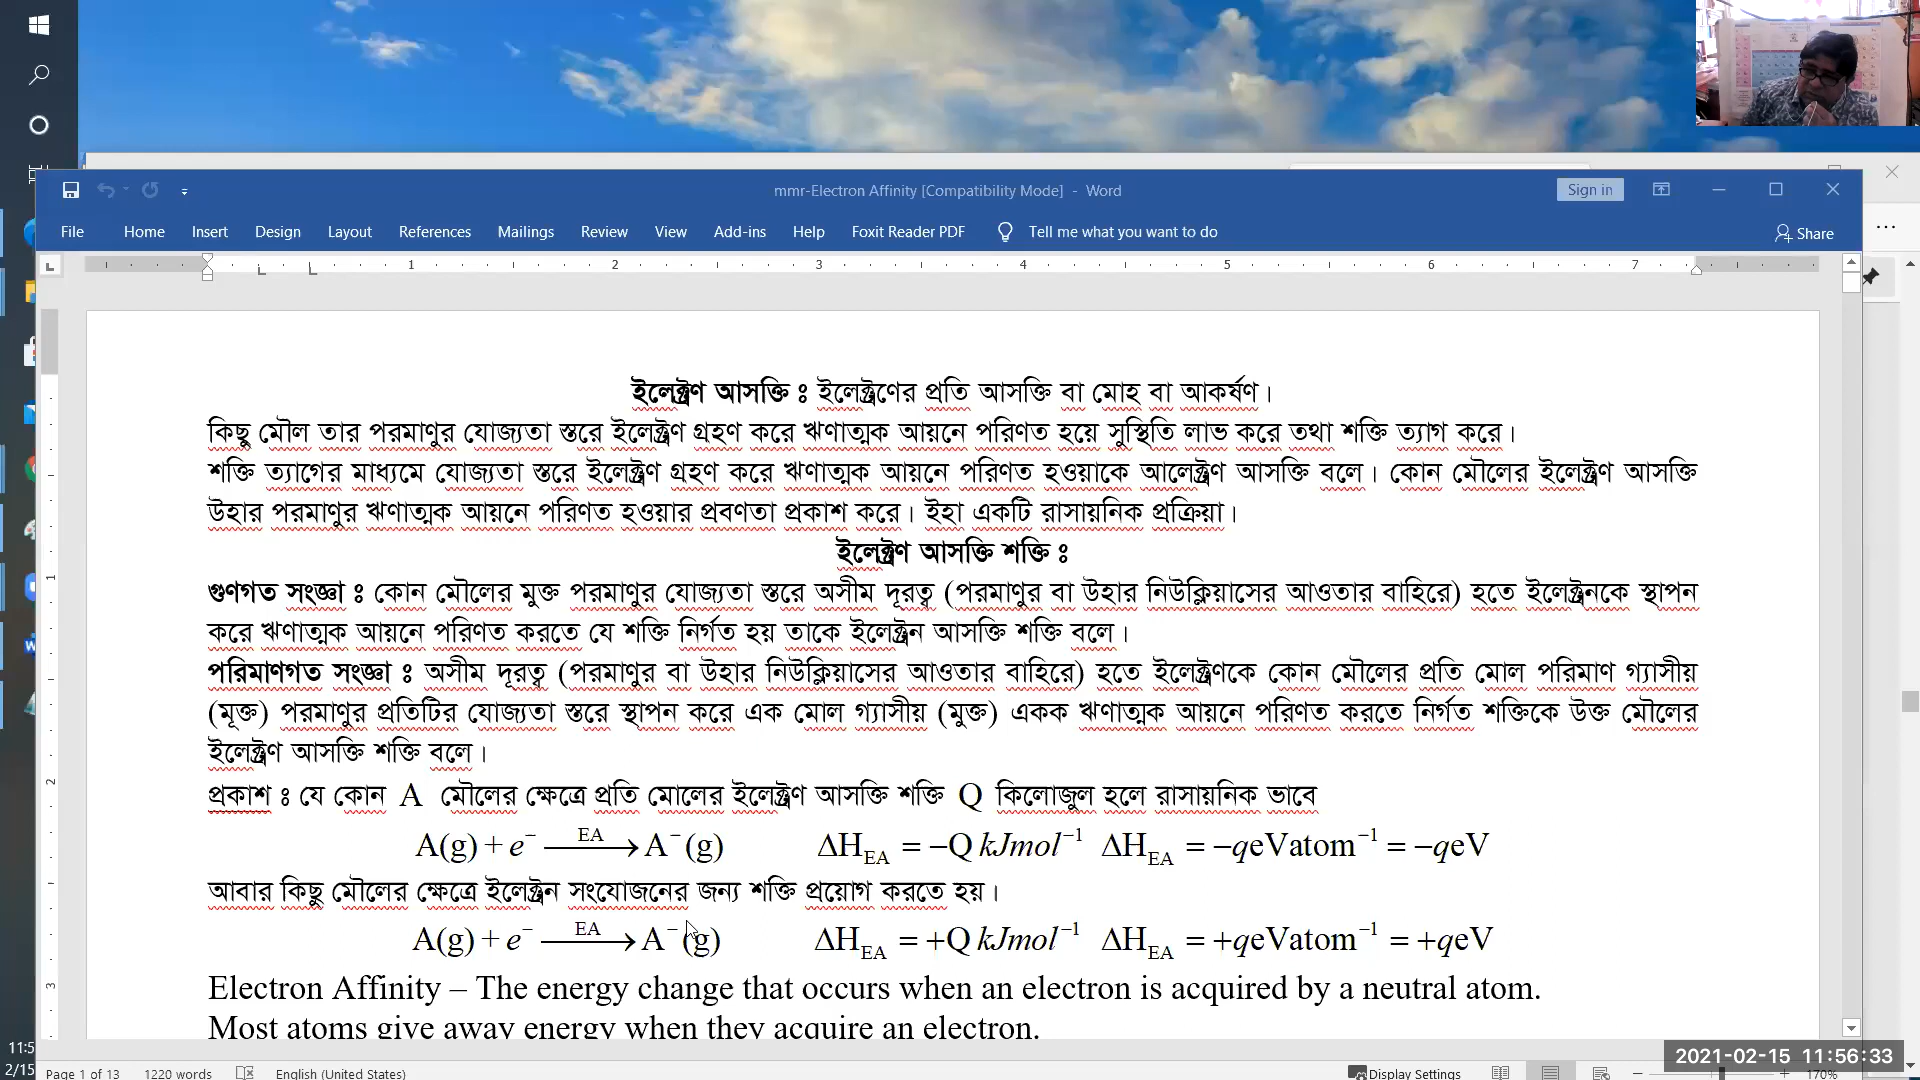 mmr-Electron Affinity [Compatibility Mode] - Word
Sign in
File Home Insert Design Layout References Mailings Review View Add-ins Help Foxit Reader PDF Tell me what you want to do Share
1 2 3 4 5 6 7
ইলেক্ট্রণ আসক্তি ঃ ইলেক্ট্রণের প্রতি আসক্তি বা মোহ বা আকর্ষণ।
কিছু মৌল তার পরমাণুর যোজ্যতা স্তরে ইলেক্ট্রণ গ্রহণ করে ঋণাত্মক আয়নে পরিণত হয়ে সুস্থিতি লাভ করে তথা শক্তি ত্যাগ করে।
শক্তি ত্যাগের মাধ্যমে যোজ্যতা স্তরে ইলেক্ট্রণ গ্রহণ করে ঋণাত্মক আয়নে পরিণত হওয়াকে আলেক্ট্রণ আসক্তি বলে। কোন মৌলের ইলেক্ট্রণ আসক্তি
উহার পরমাণুর ঋণাত্মক আয়নে পরিণত হওয়ার প্রবণতা প্রকাশ করে। ইহা একটি রাসায়নিক প্রক্রিয়া।
ইলেক্ট্রণ আসক্তি শক্তি ঃ
গুণগত সংজ্ঞা ঃ কোন মৌলের মুক্ত পরমাণুর যোজ্যতা স্তরে অসীম দূরত্ব (পরমাণুর বা উহার নিউক্লিয়াসের আওতার বাহিরে) হতে ইলেক্ট্রনকে স্থাপন
করে ঋণাত্মক আয়নে পরিণত করতে যে শক্তি নির্গত হয় তাকে ইলেক্ট্রন আসক্তি শক্তি বলে।
পরিমাণগত সংজ্ঞা ঃ অসীম দূরত্ব (পরমাণুর বা উহার নিউক্লিয়াসের আওতার বাহিরে) হতে ইলেক্ট্রণকে কোন মৌলের প্রতি মোল পরিমাণ গ্যাসীয়
(মূক্ত) পরমাণুর প্রতিটির যোজ্যতা স্তরে স্থাপন করে এক মোল গ্যাসীয় (মুক্ত) একক ঋণাত্মক আয়নে পরিণত করতে নির্গত শক্তিকে উক্ত মৌলের
ইলেক্ট্রণ আসক্তি শক্তি বলে।
প্রকাশ ঃ যে কোন A মৌলের ক্ষেত্রে প্রতি মোলের ইলেক্ট্রণ আসক্তি শক্তি Q কিলোজুল হলে রাসায়নিক ভাবে
A(g) + e⁻ —EA→ A⁻(g) ΔH_EA = −Q kJmol⁻¹ ΔH_EA = −qeVatom⁻¹ = −qeV
আবার কিছু মৌলের ক্ষেত্রে ইলেক্ট্রন সংযোজনের জন্য শক্তি প্রয়োগ করতে হয়।
A(g) + e⁻ —EA→ A⁻(g) ΔH_EA = +Q kJmol⁻¹ ΔH_EA = +qeVatom⁻¹ = +qeV
Electron Affinity – The energy change that occurs when an electron is acquired by a neutral atom.
Most atoms give away energy when they acquire an electron.
1
2
3
2021-02-15 11:56:33
Page 1 of 13 1220 words English (United States) Display Settings 170%